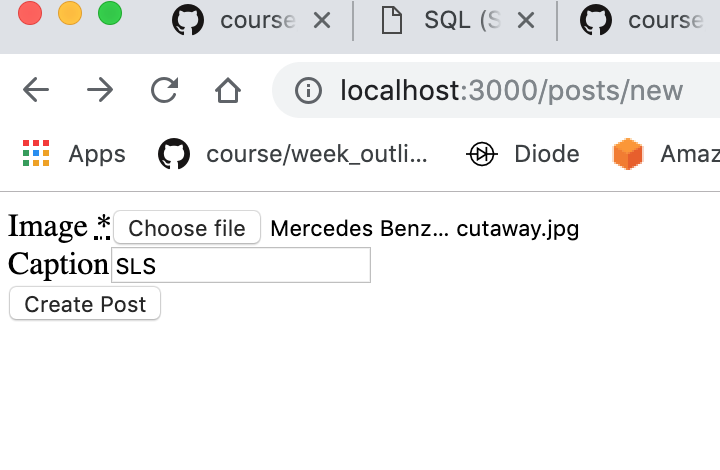 course SQL (S course
localhost:3000/posts/new
Apps course/week_outli... Diode Amaz
Image * Choose file Mercedes Benz... cutaway.jpg
Caption SLS
Create Post